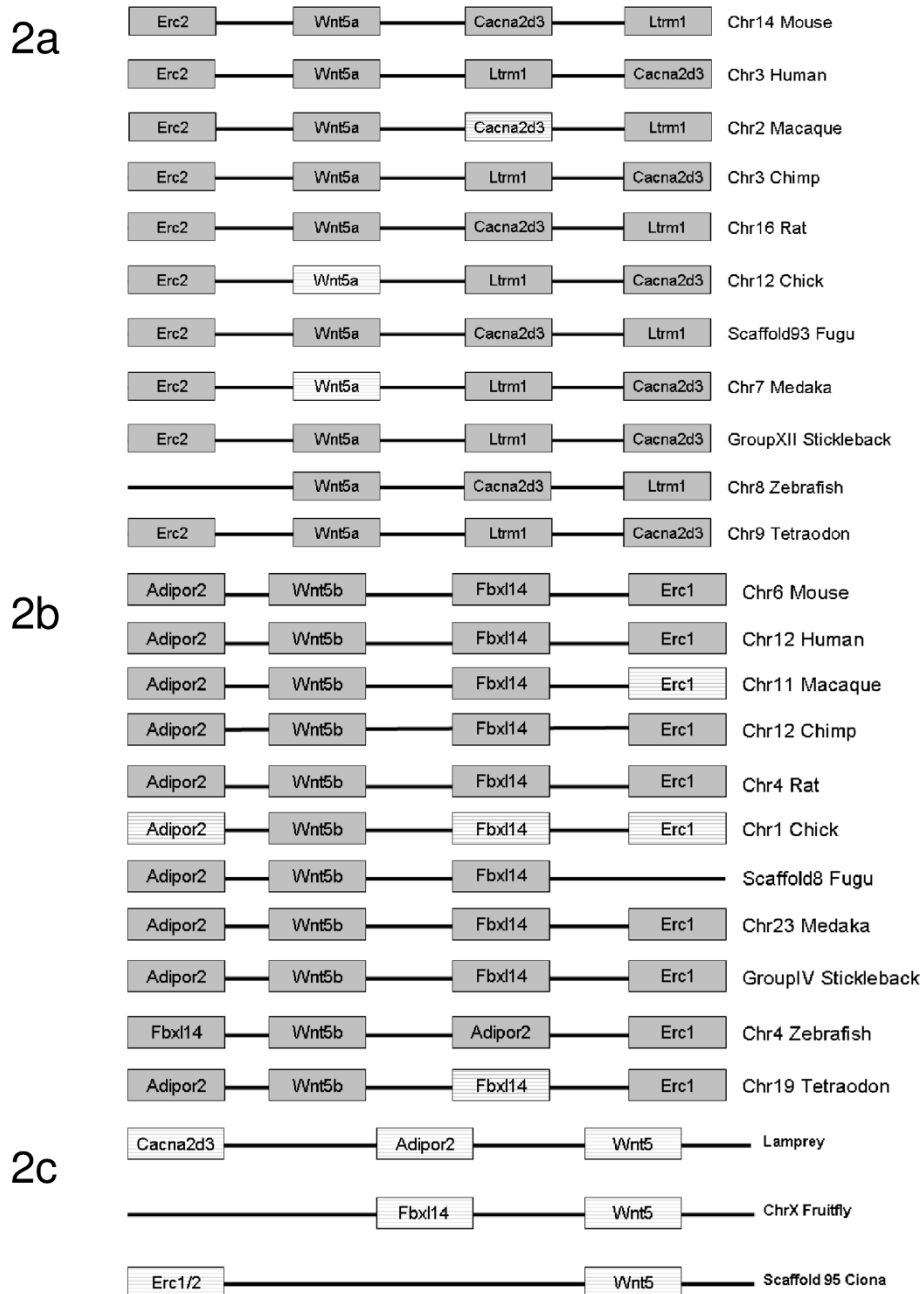 2a
Erc2 Wnt5a Cacna2d3 Ltrm1 Chr14 Mouse
Erc2 Wnt5a Ltrm1 Cacna2d3 Chr3 Human
Erc2 Wnt5a Cacna2d3 Ltrm1 Chr2 Macaque
Erc2 Wnt5a Ltrm1 Cacna2d3 Chr3 Chimp
Erc2 Wnt5a Cacna2d3 Ltrm1 Chr16 Rat
Erc2 Wnt5a Ltrm1 Cacna2d3 Chr12 Chick
Erc2 Wnt5a Cacna2d3 Ltrm1 Scaffold93 Fugu
Erc2 Wnt5a Ltrm1 Cacna2d3 Chr7 Medaka
Erc2 Wnt5a Ltrm1 Cacna2d3 GroupXII Stickleback
Wnt5a Cacna2d3 Ltrm1 Chr8 Zebrafish
Erc2 Wnt5a Ltrm1 Cacna2d3 Chr9 Tetraodon
2b
Adipor2 Wnt5b Fbxl14 Erc1 Chr6 Mouse
Adipor2 Wnt5b Fbxl14 Erc1 Chr12 Human
Adipor2 Wnt5b Fbxl14 Erc1 Chr11 Macaque
Adipor2 Wnt5b Fbxl14 Erc1 Chr12 Chimp
Adipor2 Wnt5b Fbxl14 Erc1 Chr4 Rat
Adipor2 Wnt5b Fbxl14 Erc1 Chr1 Chick
Adipor2 Wnt5b Fbxl14 Scaffold8 Fugu
Adipor2 Wnt5b Fbxl14 Erc1 Chr23 Medaka
Adipor2 Wnt5b Fbxl14 Erc1 GroupIV Stickleback
Fbxl14 Wnt5b Adipor2 Erc1 Chr4 Zebrafish
Adipor2 Wnt5b Fbxl14 Erc1 Chr19 Tetraodon
2c
Cacna2d3 Adipor2 Wnt5 Lamprey
Fbxl14 Wnt5 ChrX Fruitfly
Erc1/2 Wnt5 Scaffold 95 Ciona